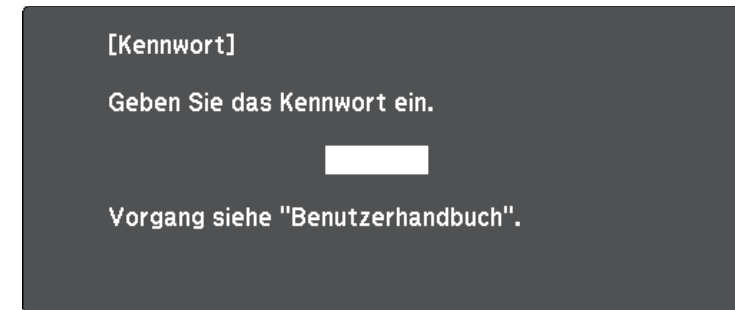 [Kennwort]
Geben Sie das Kennwort ein.
Vorgang siehe "Benutzerhandbuch".